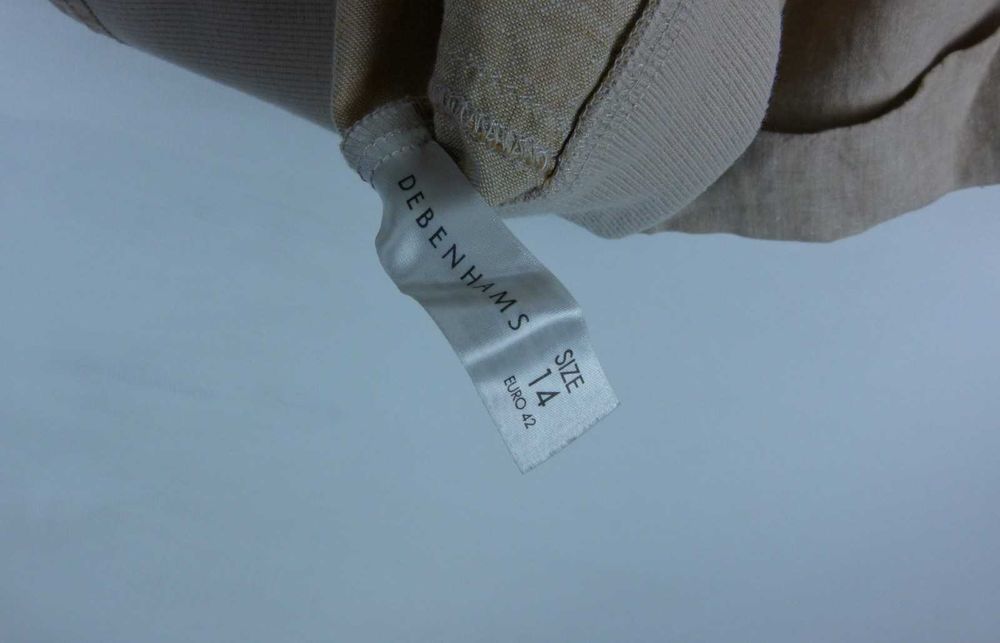 DEBENHAMS
SIZE
14
EURO 42